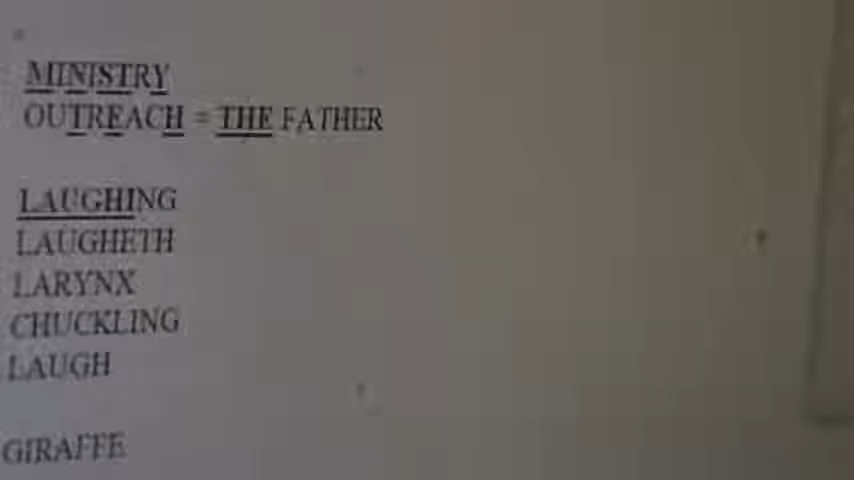 MINISTRY
OUTREACH = THE FATHER
LAUGHING
LAUGHETH
LARYNX
CHUCKLING
LAUGH
GIRAFFE